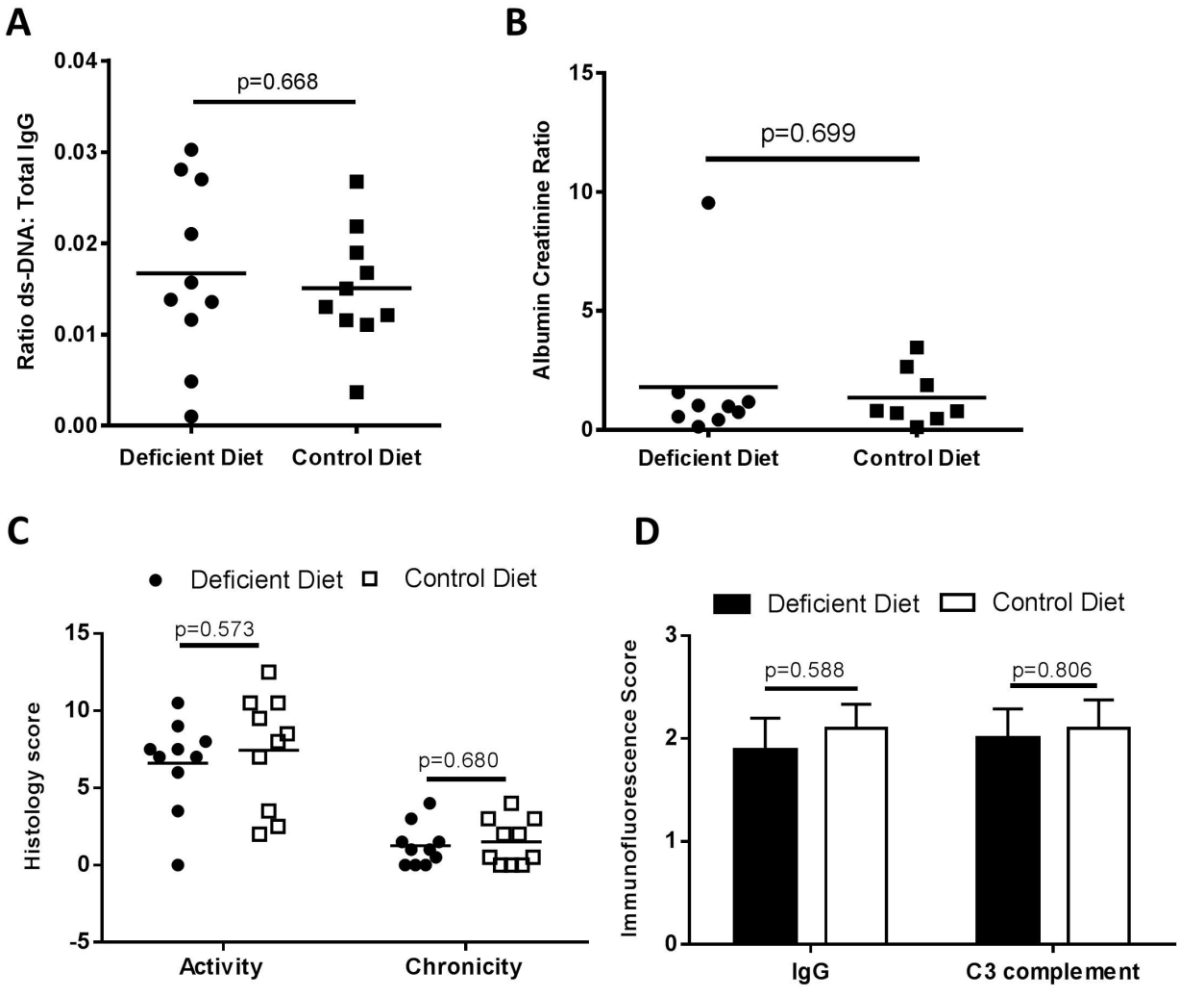 A
Ratio ds-DNA: Total IgG
0.04
0.03
0.02
0.01
0.00
p=0.668
Deficient Diet
Control Diet
B
Albumin Creatinine Ratio
15
10
5
0
p=0.699
Deficient Diet
Control Diet
C
Deficient Diet
Control Diet
Histology score
15
10
5
0
-5
p=0.573
p=0.680
Activity
Chronicity
D
Deficient Diet
Control Diet
Immunofluorescence Score
3
2
1
0
p=0.588
p=0.806
IgG
C3 complement